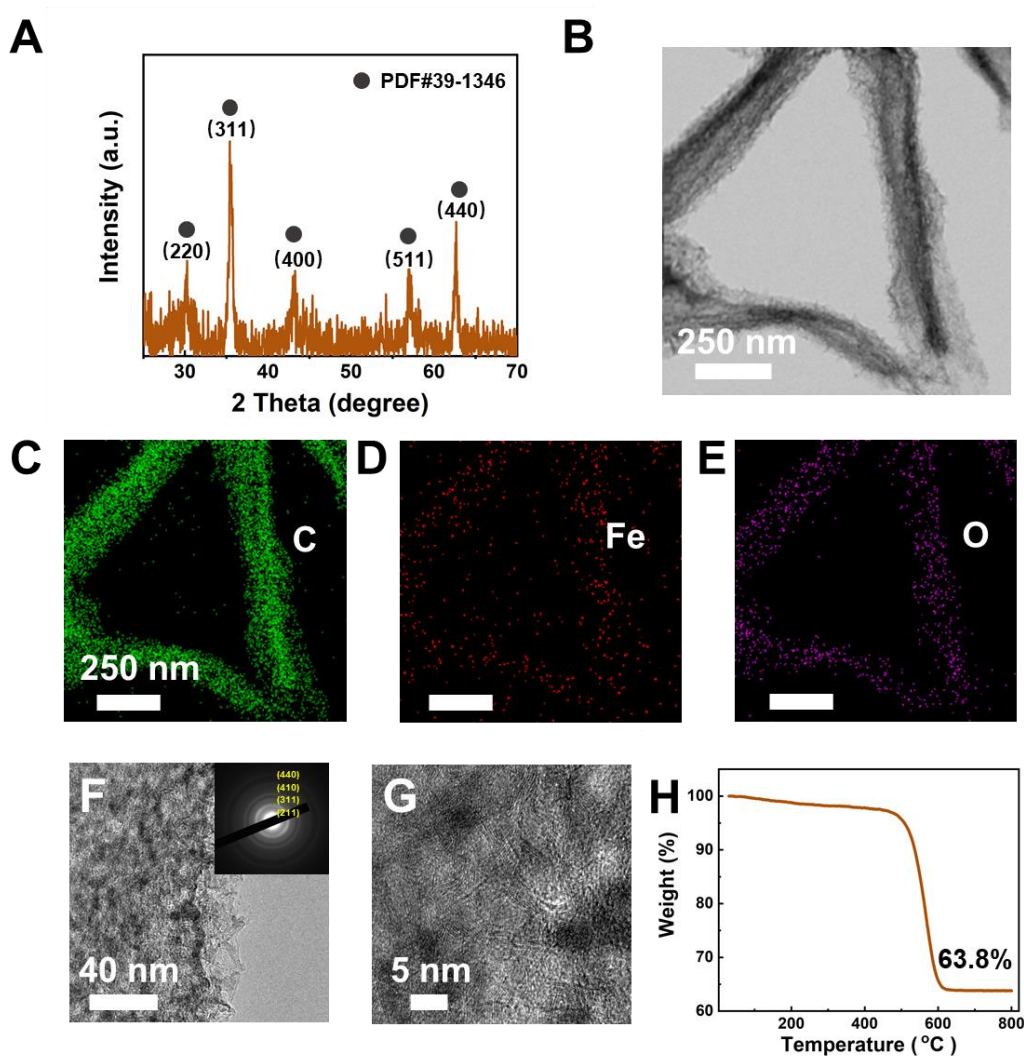 A
PDF#39-1346
(311)
(440)
(220)
(400)
(511)
Intensity (a.u.)
30 40 50 60 70
2 Theta (degree)
B
250 nm
C
C
250 nm
D
Fe
E
O
F
(440)
(410)
(311)
(211)
40 nm
G
5 nm
H
100
90
80
70
60
Weight (%)
63.8%
200 400 600 800
Temperature ( °C )